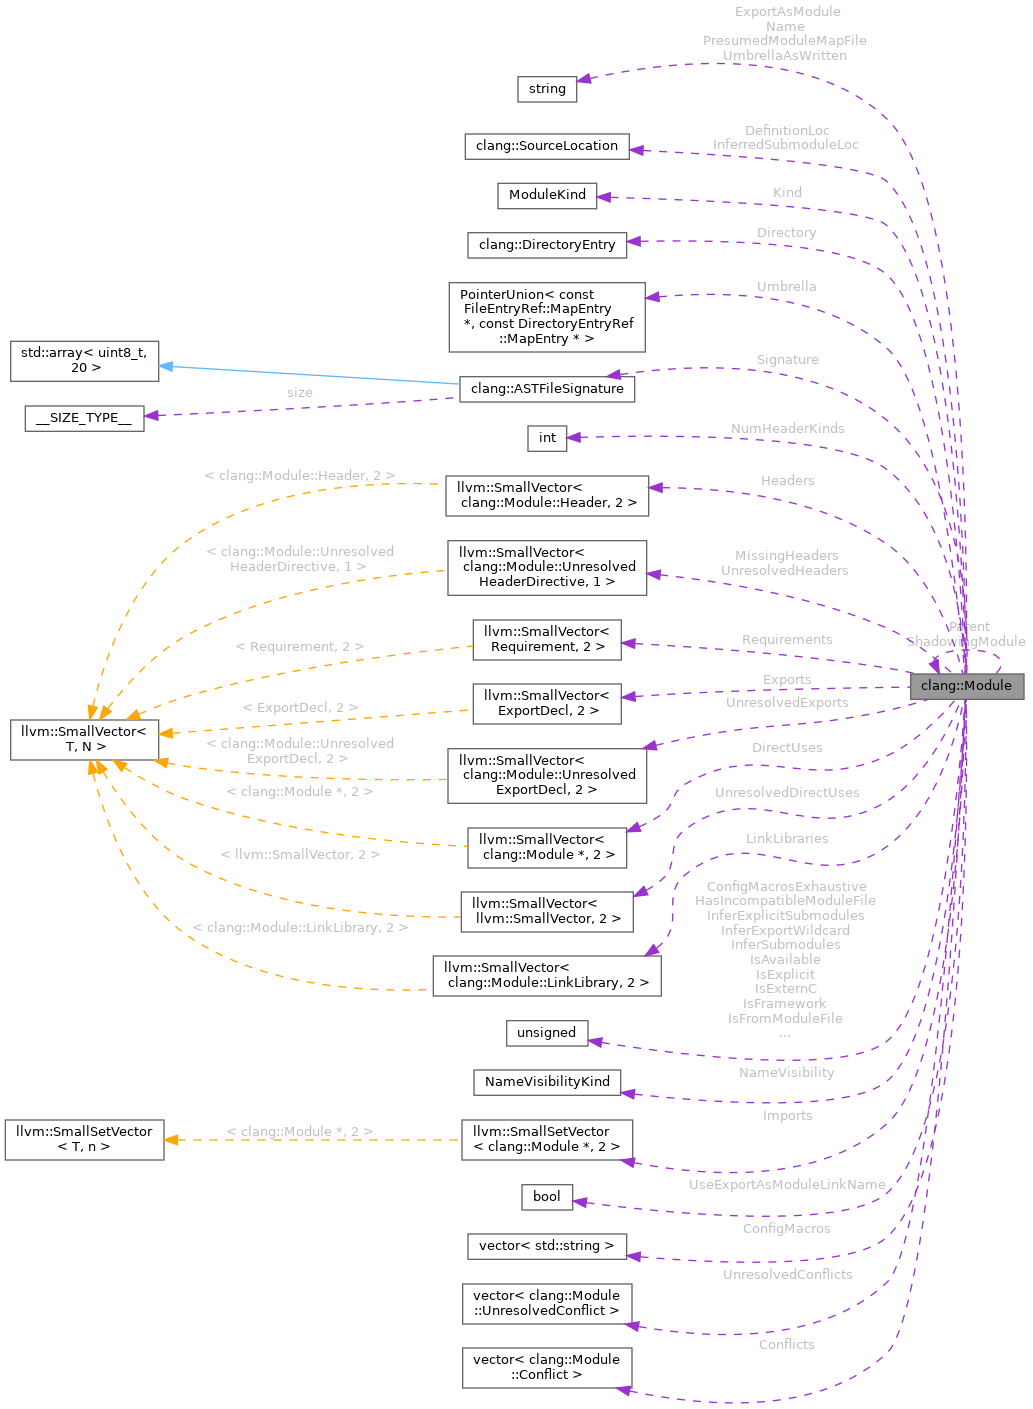 ExportAsModule
Name
PresumedModuleMapFile
UmbrellaAsWritten
string
DefinitionLoc
InferredSubmoduleLoc
clang::SourceLocation
Kind
ModuleKind
Directory
clang::DirectoryEntry
Umbrella
PointerUnion< const
FileEntryRef::MapEntry
*, const DirectoryEntryRef
::MapEntry * >
std::array< uint8_t,
20 >
Signature
clang::ASTFileSignature
size
__SIZE_TYPE__
NumHeaderKinds
int
< clang::Module::Header, 2 >
Headers
llvm::SmallVector<
clang::Module::Header, 2 >
< clang::Module::Unresolved
HeaderDirective, 1 >
llvm::SmallVector<
clang::Module::Unresolved
HeaderDirective, 1 >
MissingHeaders
UnresolvedHeaders
< Requirement, 2 >
llvm::SmallVector<
Requirement, 2 >
Requirements
Parent
ShadowingModule
clang::Module
Exports
llvm::SmallVector<
ExportDecl, 2 >
< ExportDecl, 2 >
UnresolvedExports
llvm::SmallVector<
T, N >
< clang::Module::Unresolved
ExportDecl, 2 >
llvm::SmallVector<
clang::Module::Unresolved
ExportDecl, 2 >
DirectUses
< clang::Module *, 2 >
UnresolvedDirectUses
llvm::SmallVector<
clang::Module *, 2 >
LinkLibraries
< llvm::SmallVector, 2 >
llvm::SmallVector<
llvm::SmallVector, 2 >
< clang::Module::LinkLibrary, 2 >
llvm::SmallVector<
clang::Module::LinkLibrary, 2 >
ConfigMacrosExhaustive
HasIncompatibleModuleFile
InferExplicitSubmodules
InferExportWildcard
InferSubmodules
IsAvailable
IsExplicit
IsExternC
IsFramework
IsFromModuleFile
...
unsigned
NameVisibility
NameVisibilityKind
Imports
llvm::SmallSetVector
< T, n >
< clang::Module *, 2 >
llvm::SmallSetVector
< clang::Module *, 2 >
UseExportAsModuleLinkName
bool
ConfigMacros
vector< std::string >
UnresolvedConflicts
vector< clang::Module
::UnresolvedConflict >
Conflicts
vector< clang::Module
::Conflict >